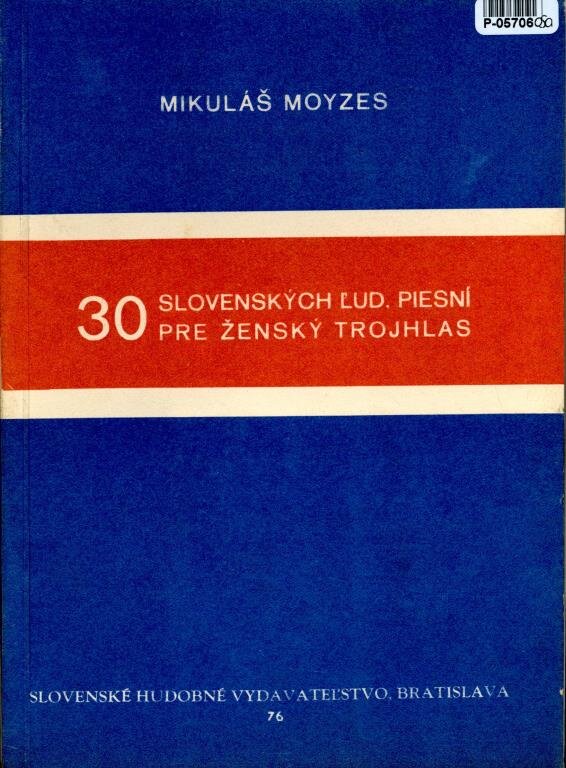 P-05706
MIKULÁŠ MOYZES
30 SLOVENSKÝCH ĽUD. PIESNÍ
PRE ŽENSKÝ TROJHLAS
SLOVENSKÉ HUDOBNÉ VYDAVATEĽSTVO, BRATISLAVA
76